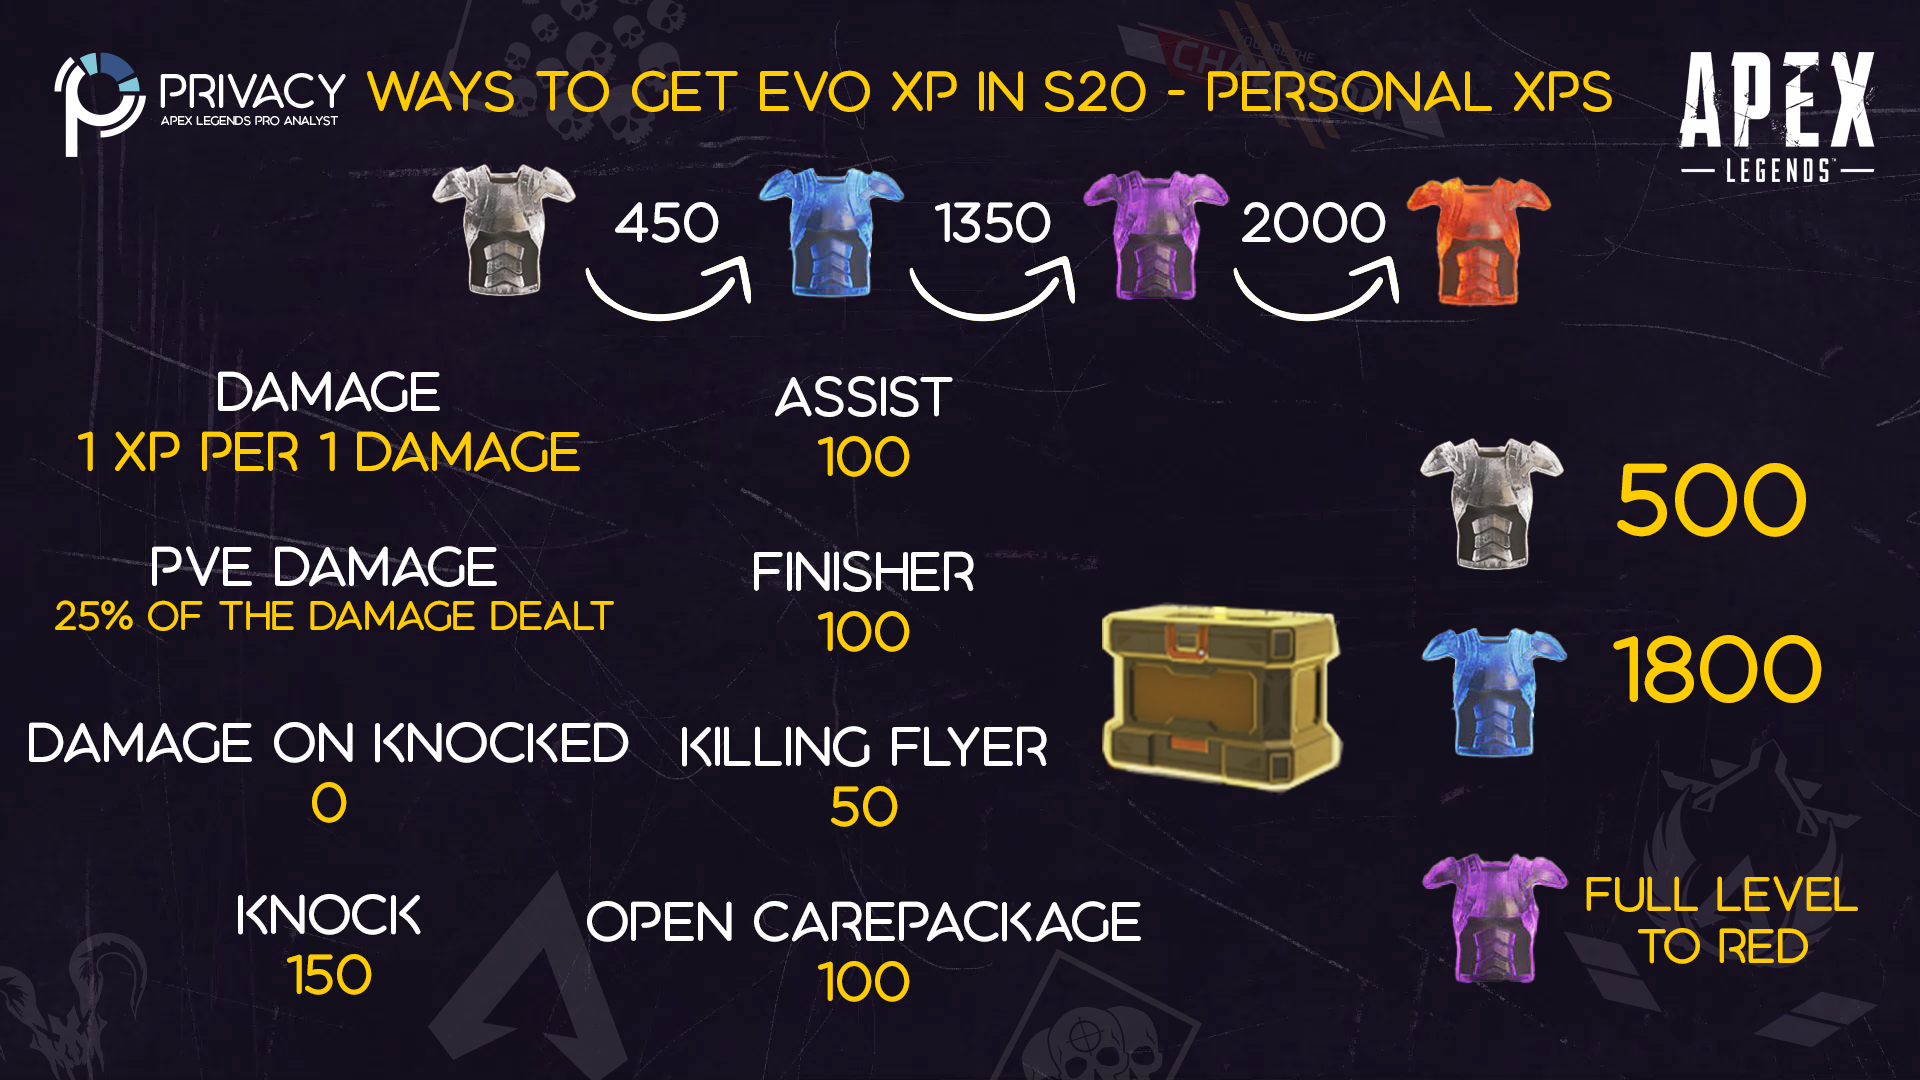 PRIVACY
APEX LEGENDS PRO ANALYST
WAYS TO GET EVO XP IN S20 - PERSONAL XPS
APEX
LEGENDS
450
1350
2000
DAMAGE
1 XP PER 1 DAMAGE
PVE DAMAGE
25% OF THE DAMAGE DEALT
DAMAGE ON KNOCKED
0
KNOCK
150
ASSIST
100
FINISHER
100
KILLING FLYER
50
OPEN CAREPACKAGE
100
500
1800
FULL LEVEL
TO RED